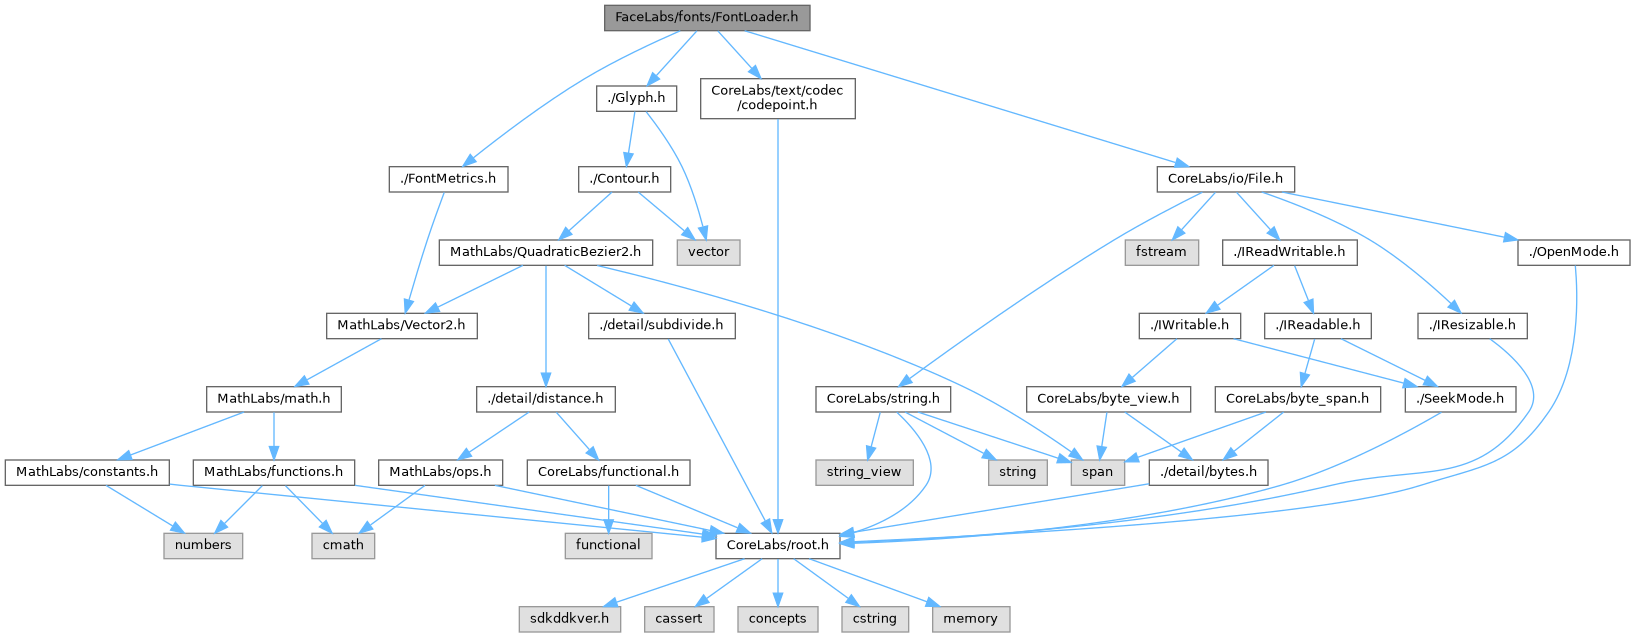 FaceLabs/fonts/FontLoader.h
./Glyph.h
CoreLabs/text/codec
/codepoint.h
./FontMetrics.h
./Contour.h
CoreLabs/io/File.h
MathLabs/QuadraticBezier2.h
vector
fstream
./IReadWritable.h
./OpenMode.h
MathLabs/Vector2.h
./detail/subdivide.h
./IWritable.h
./IReadable.h
./IResizable.h
MathLabs/math.h
./detail/distance.h
CoreLabs/string.h
CoreLabs/byte_view.h
CoreLabs/byte_span.h
./SeekMode.h
MathLabs/constants.h
MathLabs/functions.h
MathLabs/ops.h
CoreLabs/functional.h
string_view
string
span
./detail/bytes.h
numbers
cmath
functional
CoreLabs/root.h
sdkddkver.h
cassert
concepts
cstring
memory